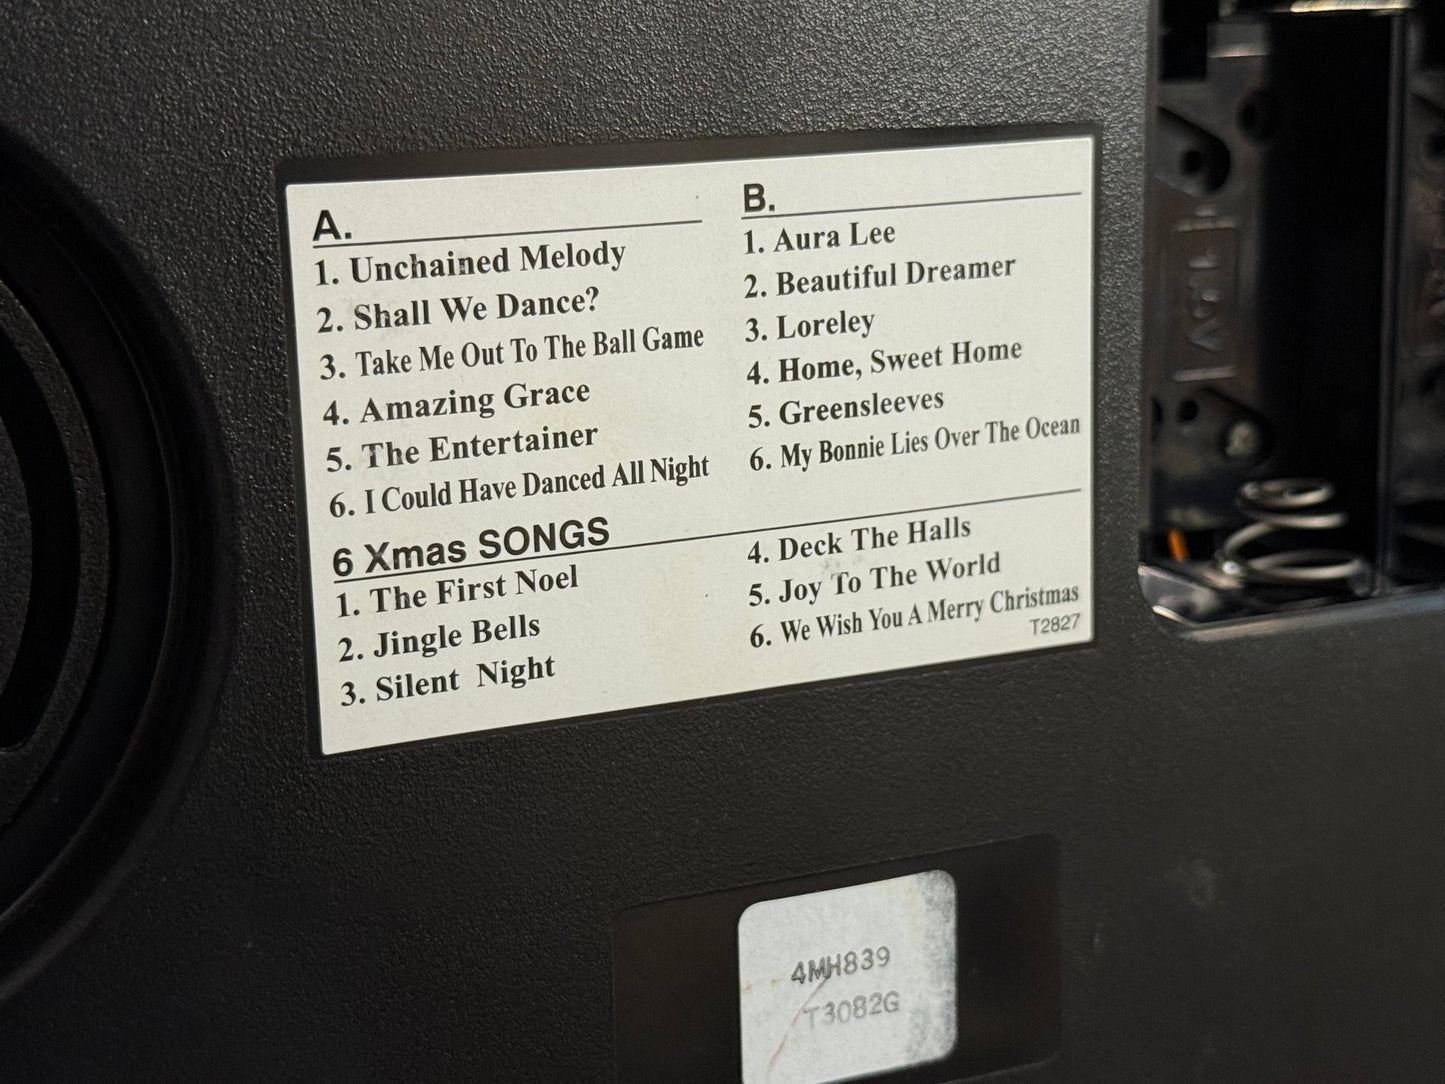 A.
1. Unchained Melody
2. Shall We Dance?
3. Take Me Out To The Ball Game
4. Amazing Grace
5. The Entertainer
6. I Could Have Danced All Night
B.
1. Aura Lee
2. Beautiful Dreamer
3. Loreley
4. Home, Sweet Home
5. Greensleeves
6. My Bonnie Lies Over The Ocean
6 Xmas SONGS
1. The First Noel
2. Jingle Bells
3. Silent Night
4. Deck The Halls
5. Joy To The World
6. We Wish You A Merry Christmas
T2827
4MH839
T3082G